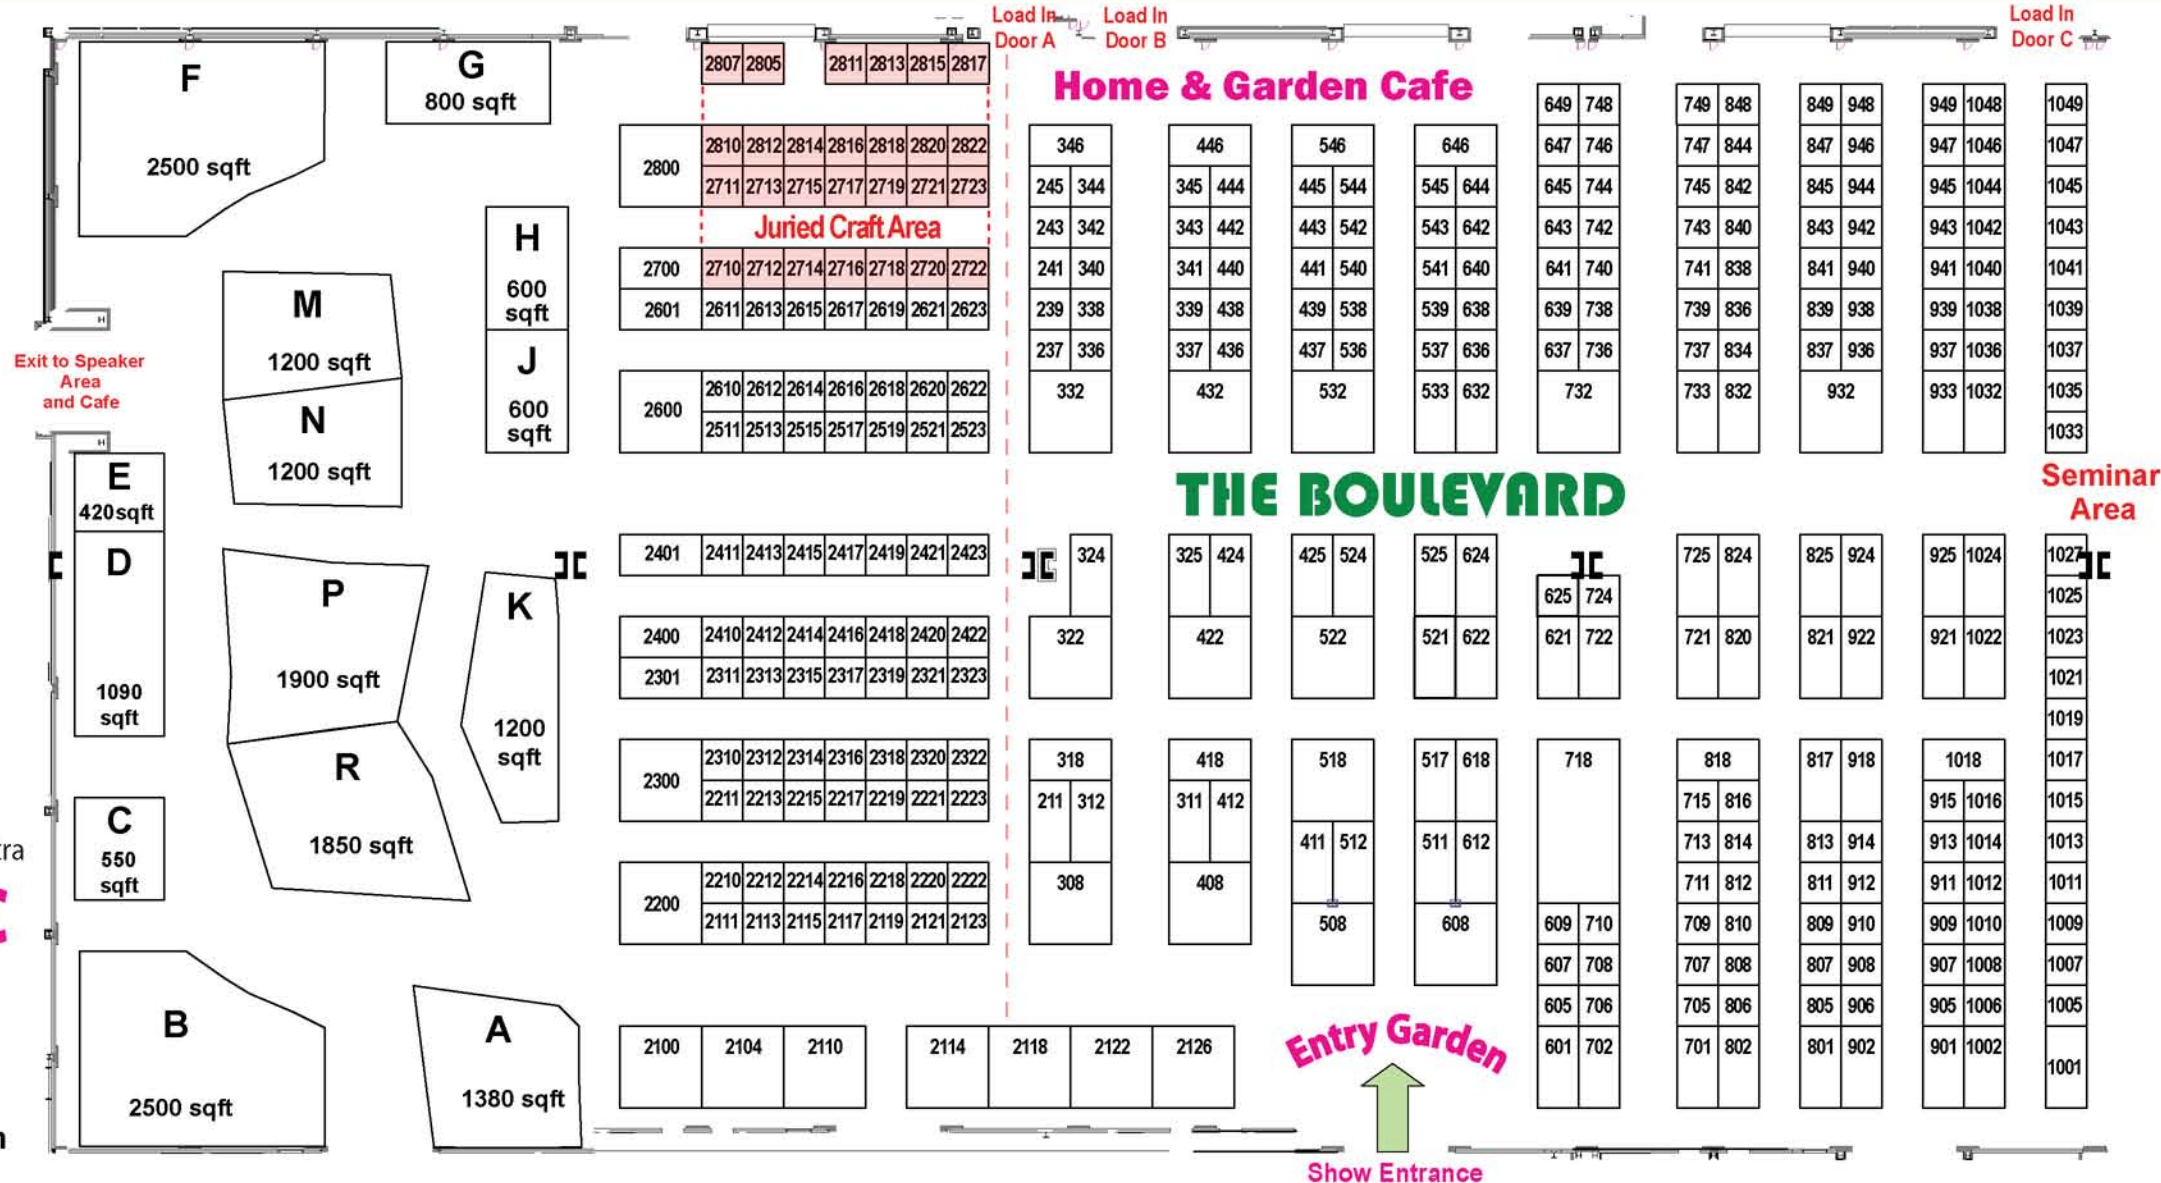 Load In Load In Load In
Door A Door B Door C
F G 2807 2805 2811 2813 2815 2817
Home & Garden Cafe
800 sqft 649 748 749 848 849 948 949 1048 1049
2500 sqft 2800 2810 2812 2814 2816 2818 2820 2822 346 446 546 646 647 746 747 844 847 946 947 1046 1047
2711 2713 2715 2717 2719 2721 2723 245 344 345 444 445 544 545 644 645 744 745 842 845 944 945 1044 1045
H Juried Craft Area 243 342 343 442 443 542 543 642 643 742 743 840 843 942 943 1042 1043
2700 2710 2712 2714 2716 2718 2720 2722 241 340 341 440 441 540 541 640 641 740 741 838 841 940 941 1040 1041
M 600
sqft 2601 2611 2613 2615 2617 2619 2621 2623 239 338 339 438 439 538 539 638 639 738 739 836 839 938 939 1038 1039
H
Exit to Speaker
Area
and Cafe
1200 sqft J 237 336 337 436 437 536 537 636 637 736 737 834 837 936 937 1036 1037
N 600
sqft 2600 2610 2612 2614 2616 2618 2620 2622 332 432 532 533 632 732 733 832 932 933 1032 1035
2511 2513 2515 2517 2519 2521 2523 1033
H
1200 sqft
E
420sqft
THE BOULEVARD
Seminar
Area
D P K 2401 2411 2413 2415 2417 2419 2421 2423 324 325 424 425 524 525 624 725 824 825 924 925 1024 1027
625 724 1025
2400 2410 2412 2414 2416 2418 2420 2422 322 422 522 521 622 621 722 721 820 821 922 921 1022 1023
1900 sqft 2301 2311 2313 2315 2317 2319 2321 2323 1021
1090
sqft
1200
sqft
1019
R 2300 2310 2312 2314 2316 2318 2320 2322 318 418 518 517 618 718 818 817 918 1018 1017
2211 2213 2215 2217 2219 2221 2223 211 312 311 412 715 816 915 1016 1015
C
550
sqft
1850 sqft
tra
411 512 511 612 713 814 813 914 913 1014 1013
2200 2210 2212 2214 2216 2218 2220 2222 308 408 711 812 811 912 911 1012 1011
2111 2113 2115 2117 2119 2121 2123 508 608 609 710 709 810 809 910 909 1010 1009
607 708 707 808 807 908 907 1008 1007
605 706 705 806 805 906 905 1006 1005
B A 2100 2104 2110 2114 2118 2122 2126 Entry Garden 601 702 701 802 801 902 901 1002 1001
2500 sqft 1380 sqft
Show Entrance